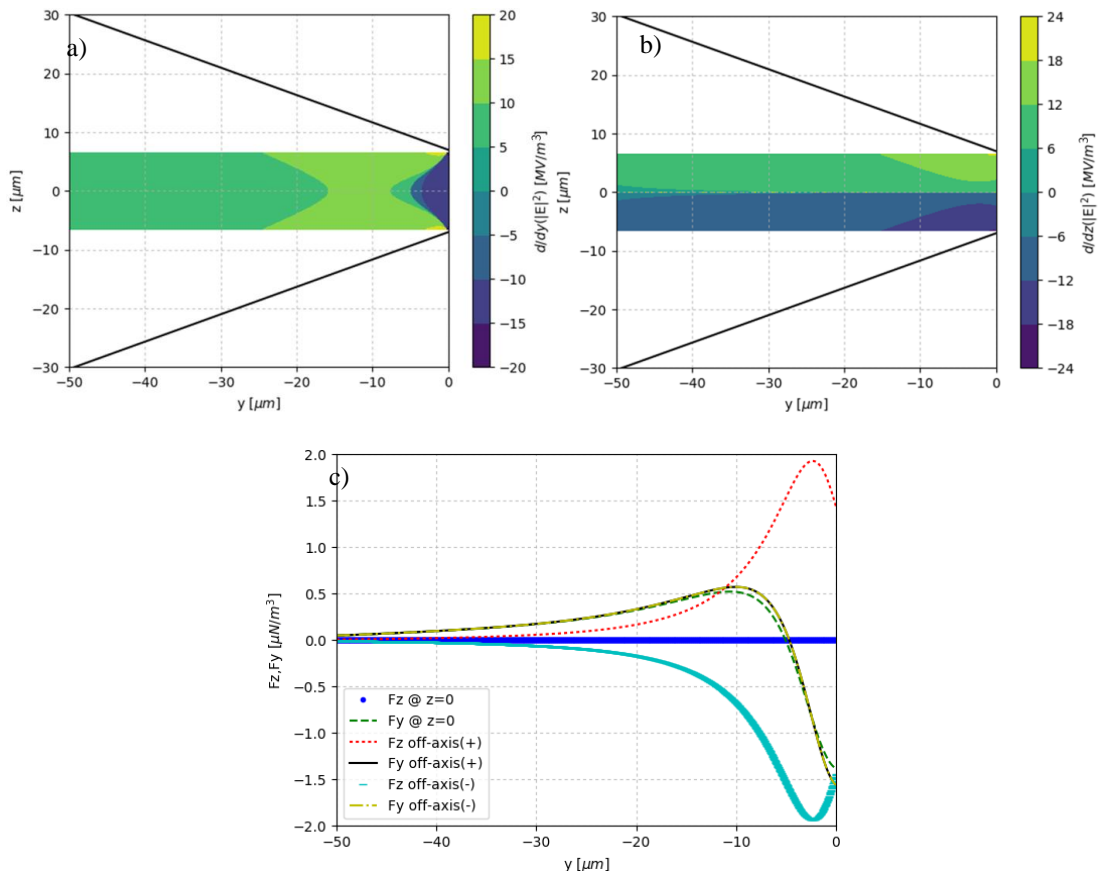 a)
30
20
10
0
−10
−20
−30
z [μm]
−50 −40 −30 −20 −10 0
y [μm]
20
15
10
5
0
−5
−10
−15
−20
d/dy(|E|²) [MV/m³]
b)
30
20
10
0
−10
−20
−30
z [μm]
−50 −40 −30 −20 −10 0
y [μm]
24
18
12
6
0
−6
−12
−18
−24
d/dz(|E|²) [MV/m³]
c)
2.0
1.5
1.0
0.5
0.0
−0.5
−1.0
−1.5
−2.0
Fz,Fy [μN/m³]
Fz @ z=0
Fy @ z=0
Fz off-axis(+)
Fy off-axis(+)
Fz off-axis(-)
Fy off-axis(-)
−50 −40 −30 −20 −10 0
y [μm]